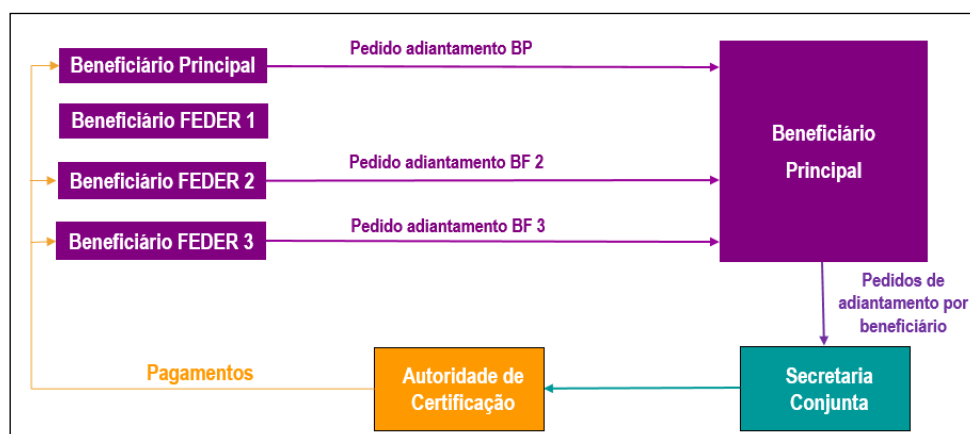 Pedido adiantamento BP
Beneficiário Principal
Beneficiário FEDER 1
Pedido adiantamento BF 2
Beneficiário FEDER 2
Pedido adiantamento BF 3
Beneficiário FEDER 3
Beneficiário
Principal
Pedidos de
adiantamento por
beneficiário
Pagamentos
Autoridade de
Certificação
Secretaria
Conjunta